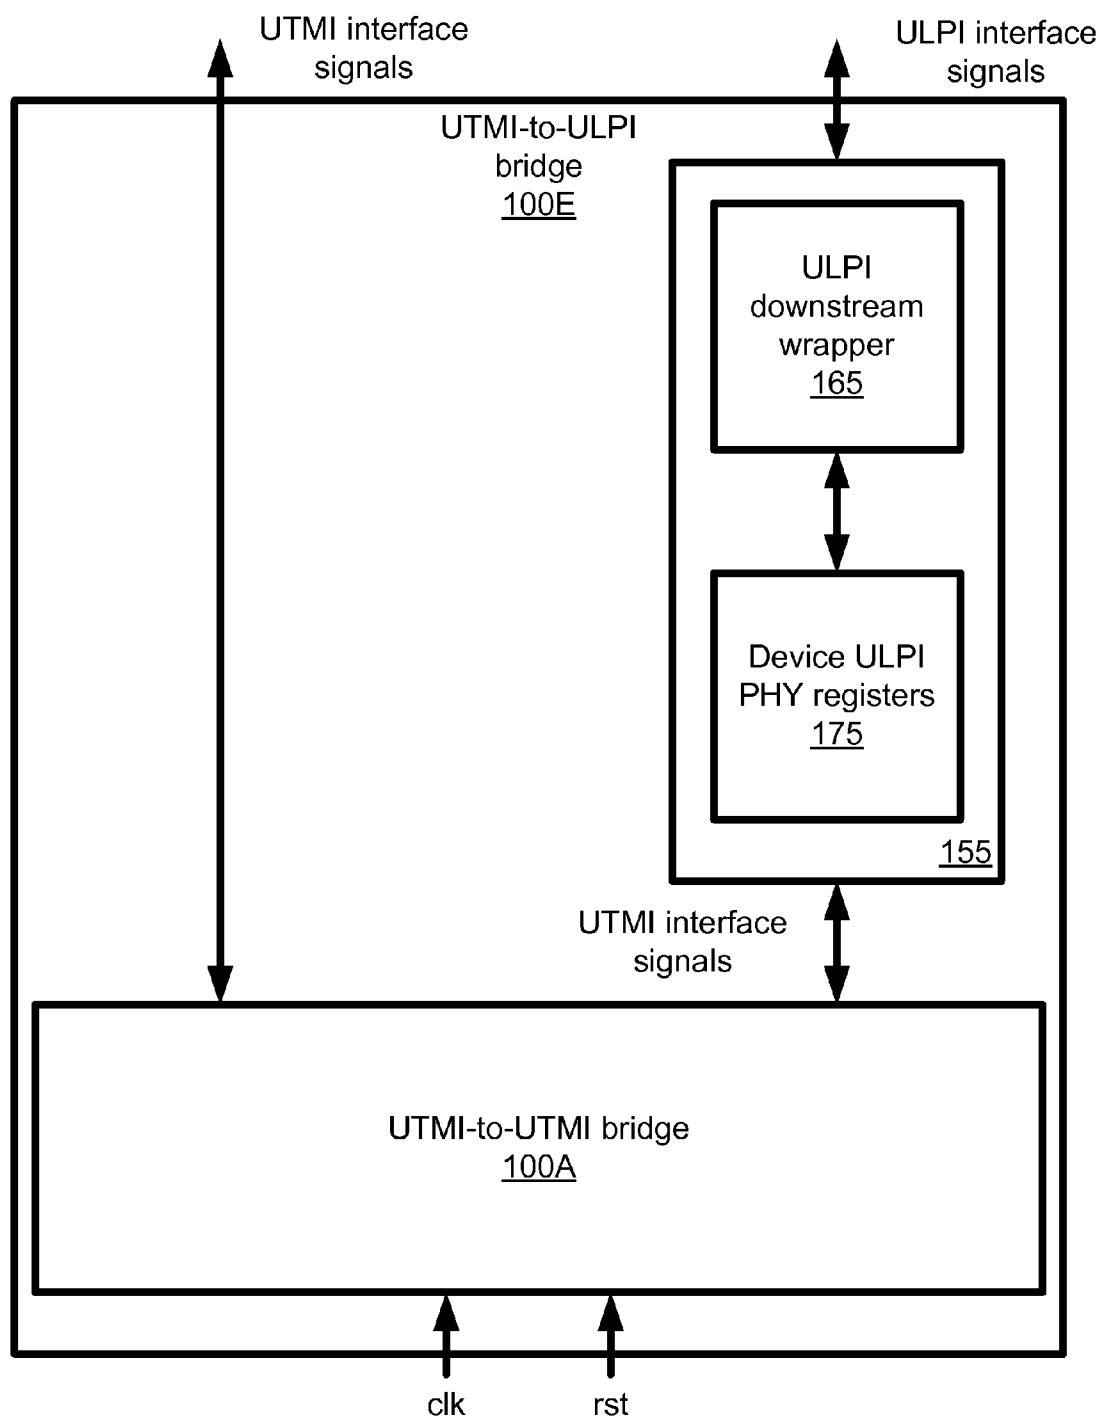 UTMI interface
signals
ULPI interface
signals
UTMI-to-ULPI
bridge
100E
ULPI
downstream
wrapper
165
Device ULPI
PHY registers
175
155
UTMI interface
signals
UTMI-to-UTMI bridge
100A
clk
rst